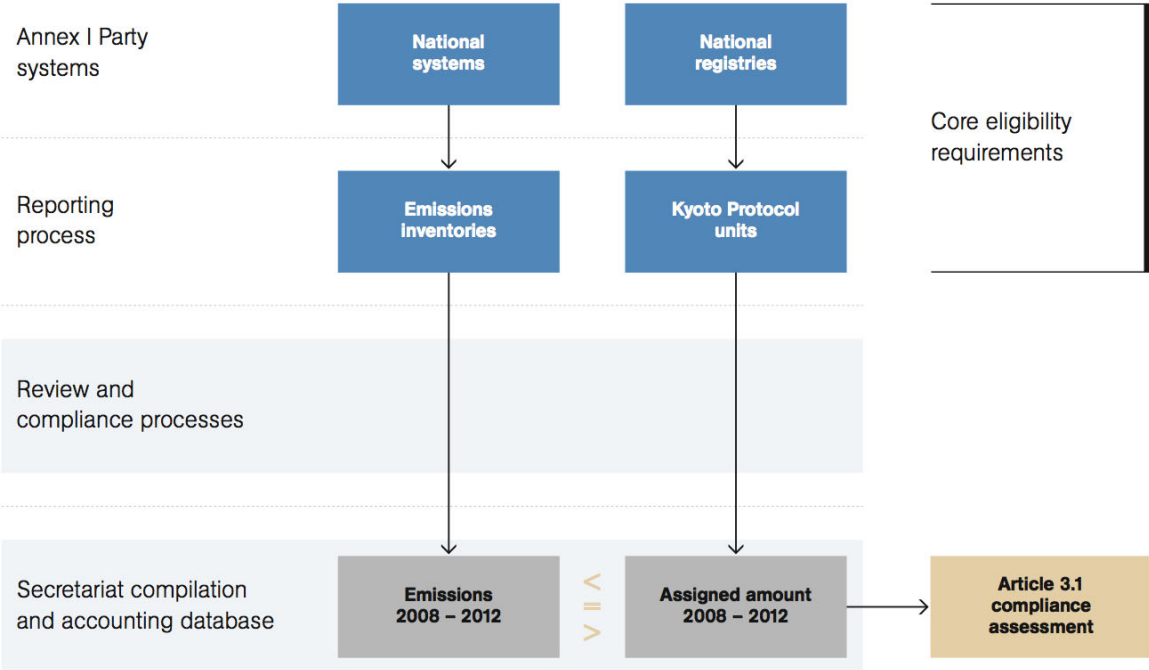 Annex I Party
systems
National
systems
National
registries
Core eligibility
requirements
Reporting
process
Emissions
inventories
Kyoto Protocol
units
Review and
compliance processes
Secretariat compilation
and accounting database
Emissions
2008 – 2012
<
=
>
Assigned amount
2008 – 2012
Article 3.1
compliance
assessment